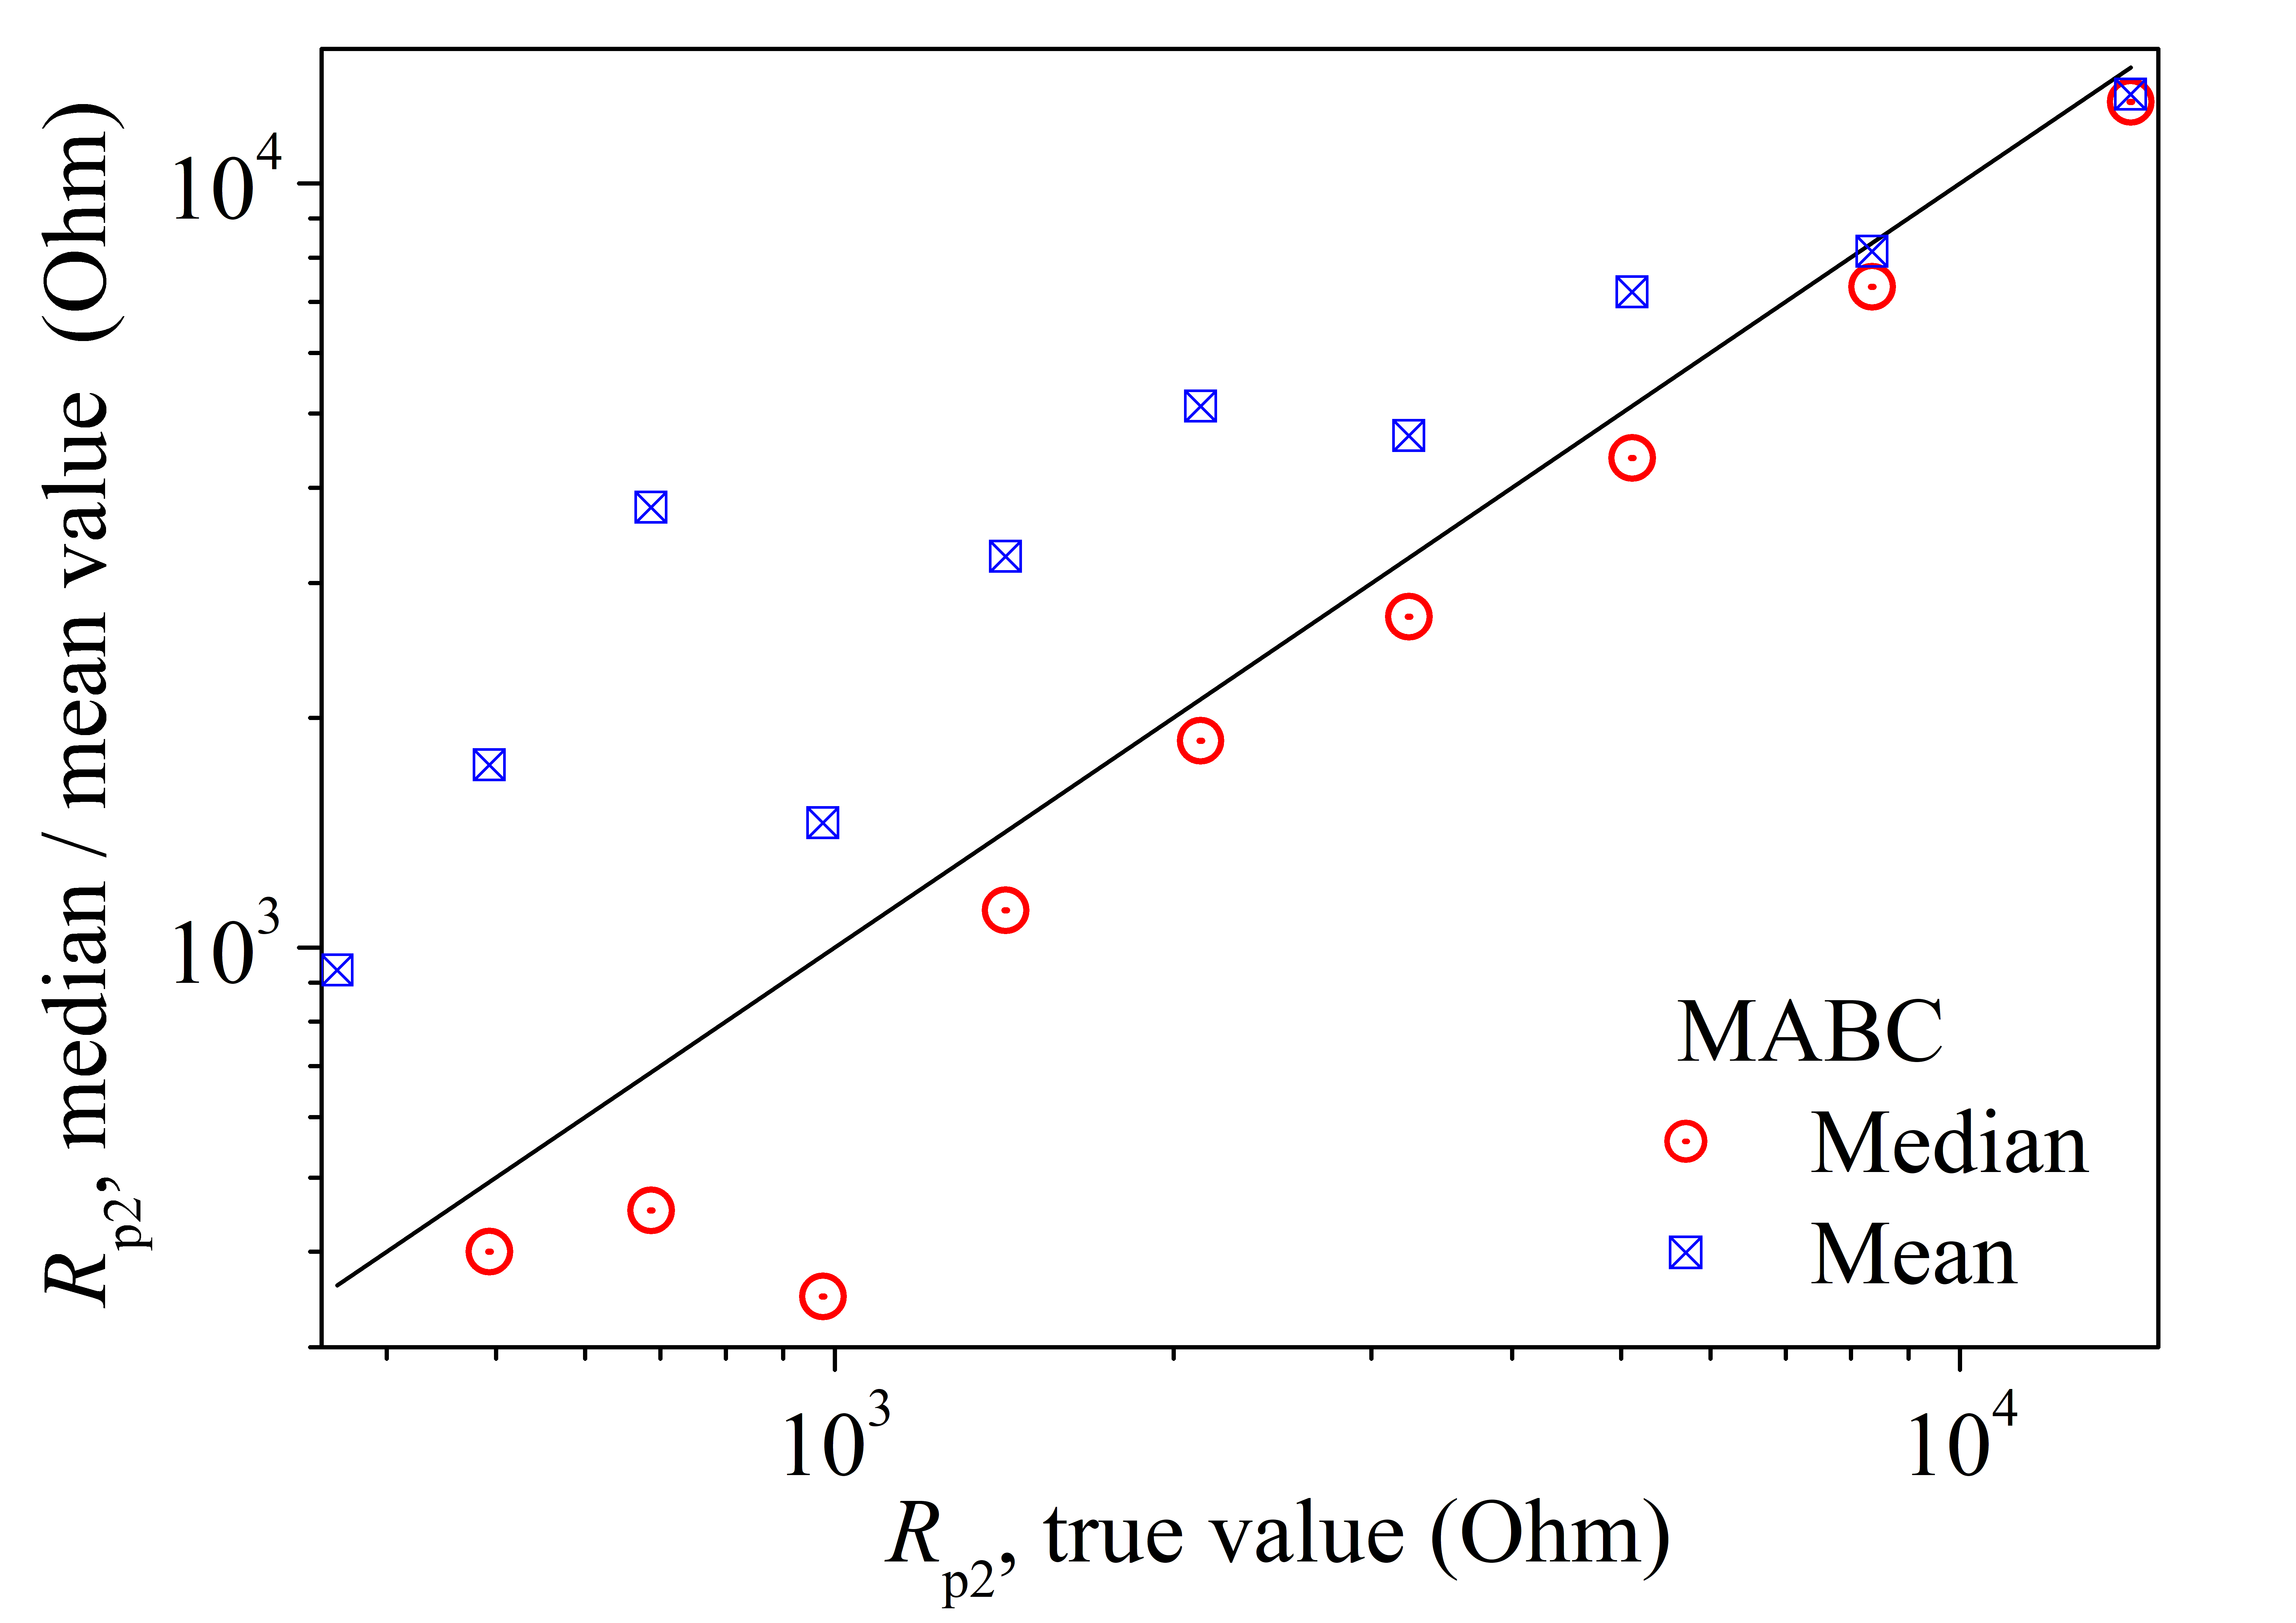 R_p2, median / mean value (Ohm)
10^4
10^3
MABC
Median
Mean
10^3
10^4
R_p2, true value (Ohm)